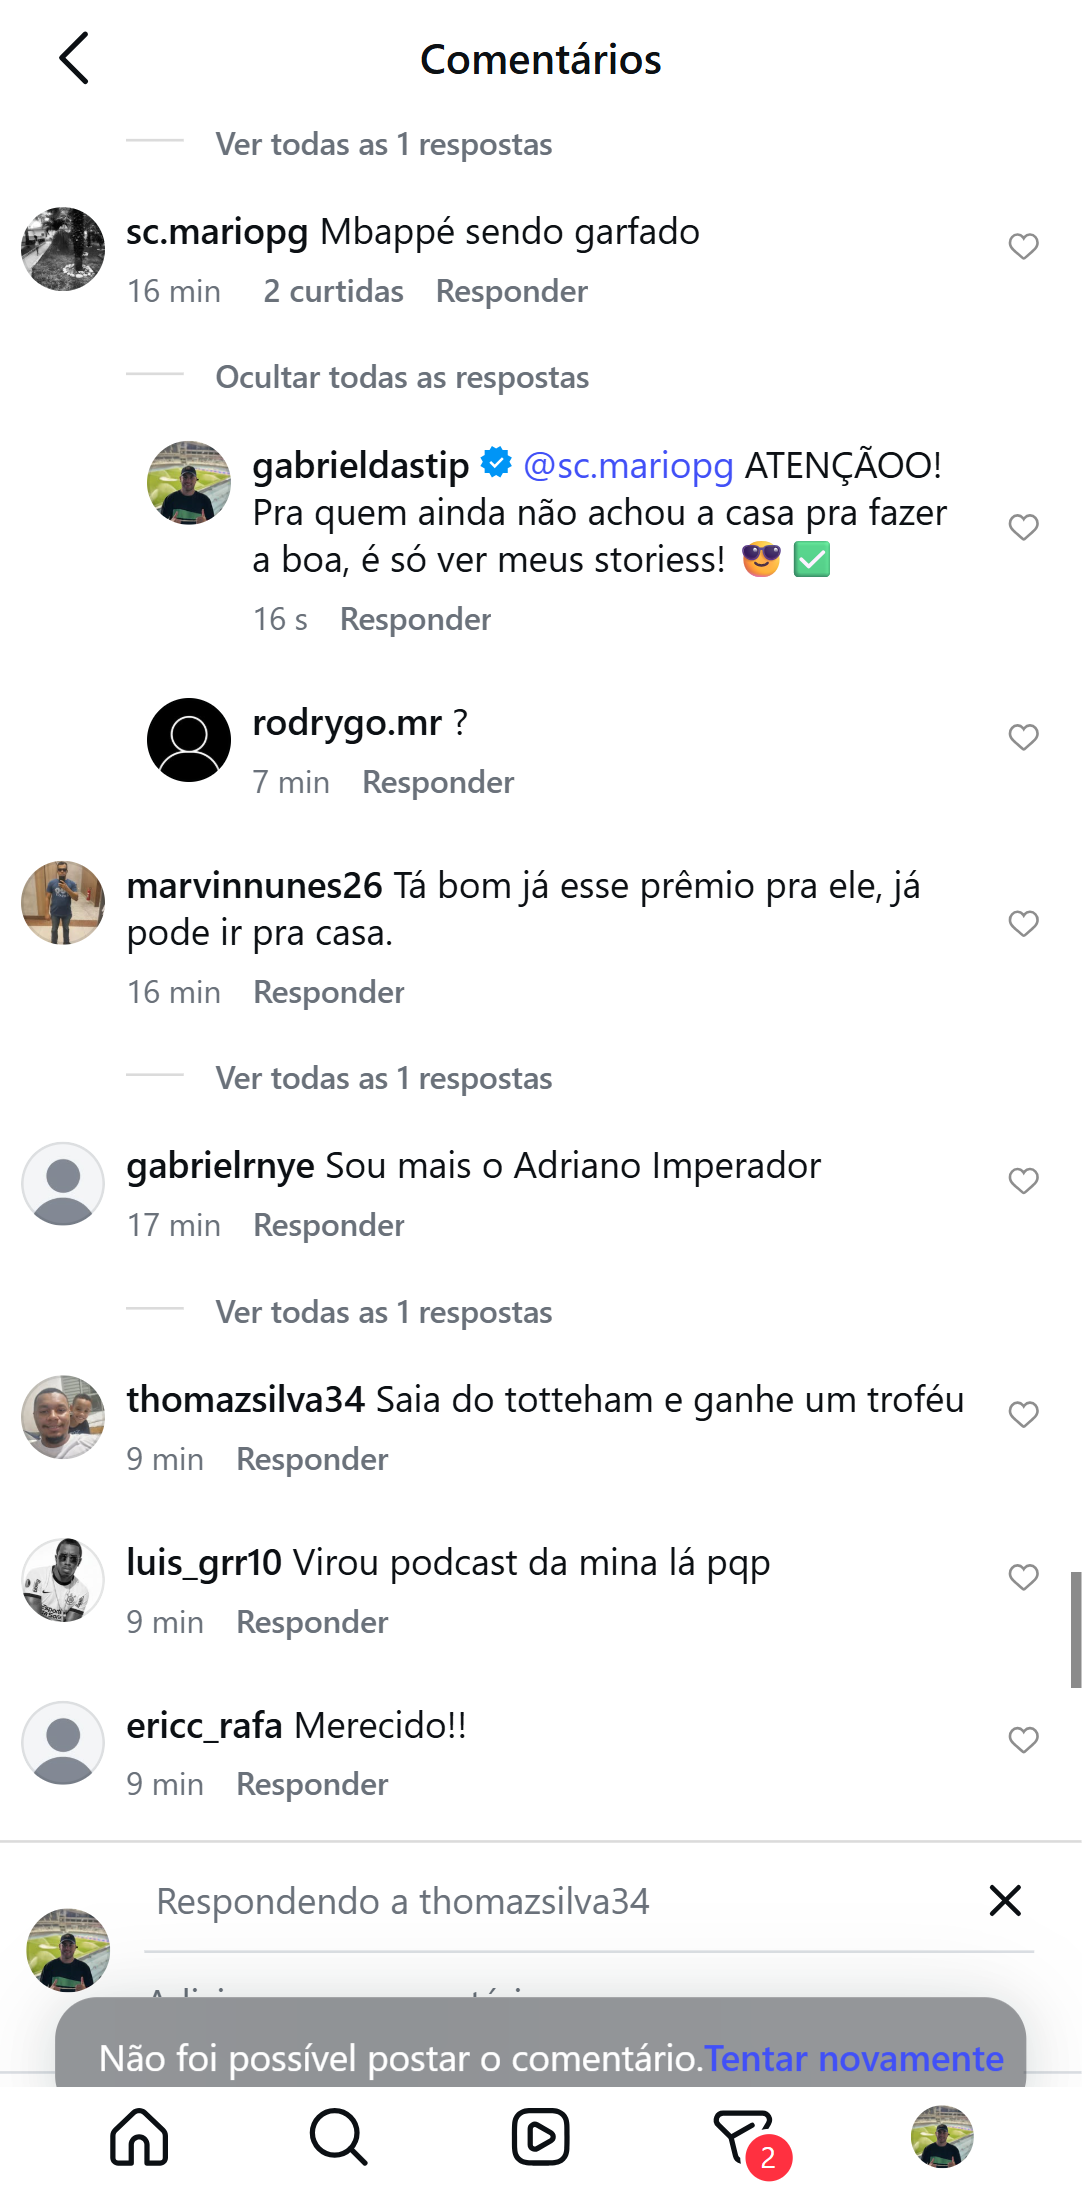 Comentários
Ver todas as 1 respostas
sc.mariopg Mbappé sendo garfado
16 min 2 curtidas Responder
Ocultar todas as respostas
gabrieldastip @sc.mariopg ATENÇÃOO!
Pra quem ainda não achou a casa pra fazer
a boa, é só ver meus storiess! 😎 ✅
16 s Responder
rodrygo.mr ?
7 min Responder
marvinnunes26 Tá bom já esse prêmio pra ele, já
pode ir pra casa.
16 min Responder
Ver todas as 1 respostas
gabrielrnye Sou mais o Adriano Imperador
17 min Responder
Ver todas as 1 respostas
thomazsilva34 Saia do totteham e ganhe um troféu
9 min Responder
luis_grr10 Virou podcast da mina lá pqp
9 min Responder
ericc_rafa Merecido!!
9 min Responder
Respondendo a thomazsilva34
Não foi possível postar o comentário.Tentar novamente
2